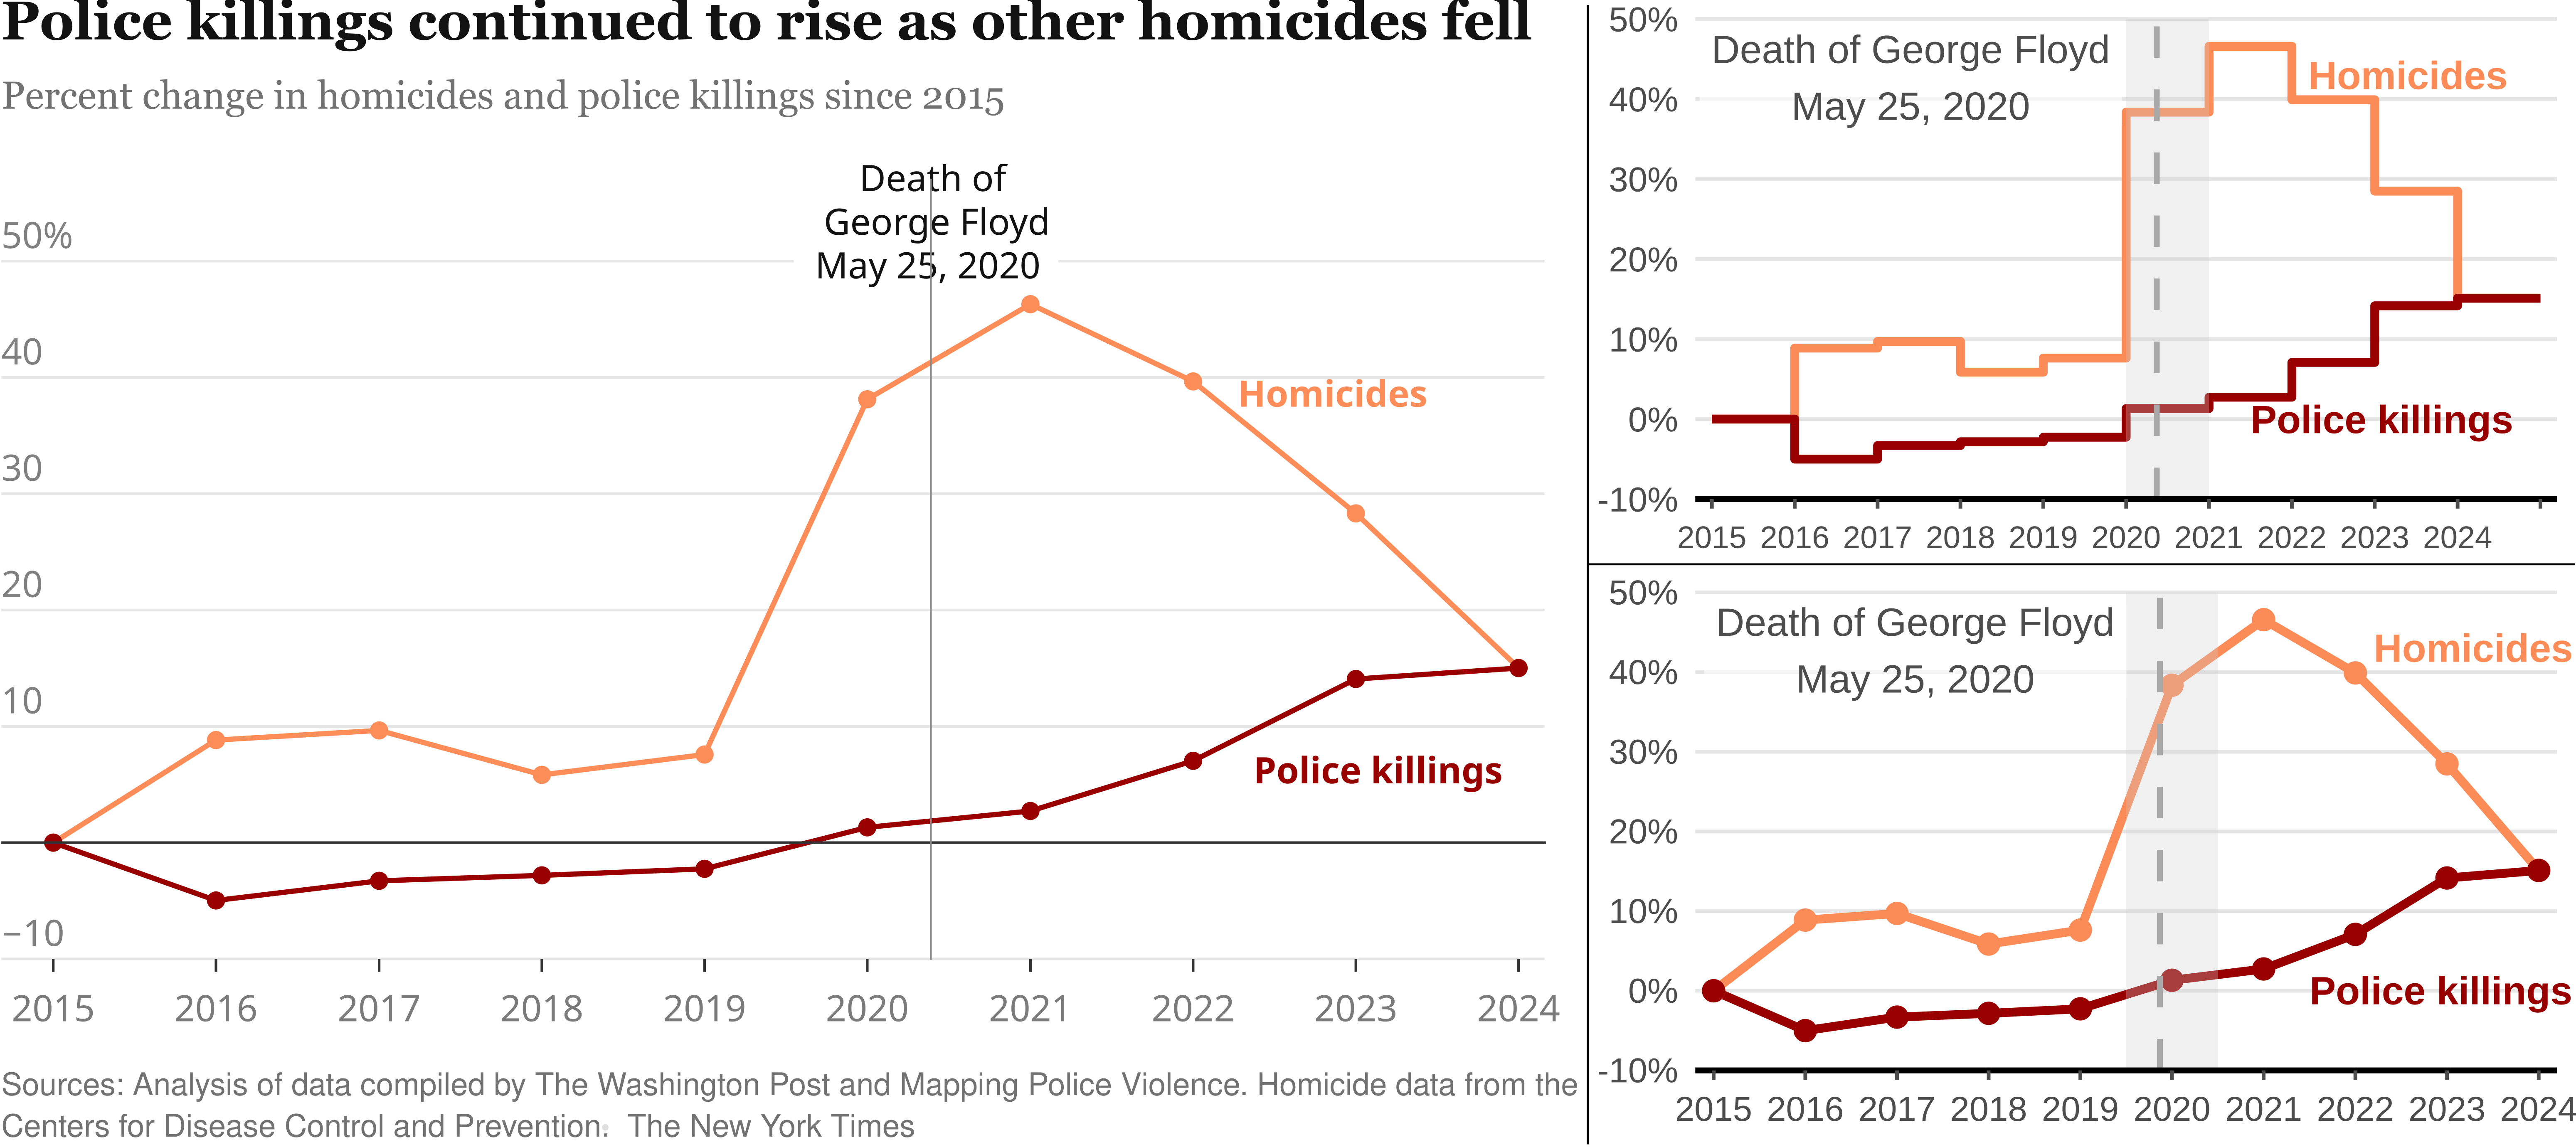 Police killings continued to rise as other homicides fell
Percent change in homicides and police killings since 2015
Death of
George Floyd
May 25, 2020
50%
40
30
20
10
−10
Homicides
Police killings
2015 2016 2017 2018 2019 2020 2021 2022 2023 2024
Sources: Analysis of data compiled by The Washington Post and Mapping Police Violence. Homicide data from the
Centers for Disease Control and Prevention. The New York Times
50%
40%
30%
20%
10%
0%
-10%
Death of George Floyd
May 25, 2020
Homicides
Police killings
2015 2016 2017 2018 2019 2020 2021 2022 2023 2024
50%
40%
30%
20%
10%
0%
-10%
Death of George Floyd
May 25, 2020
Homicides
Police killings
2015 2016 2017 2018 2019 2020 2021 2022 2023 2024